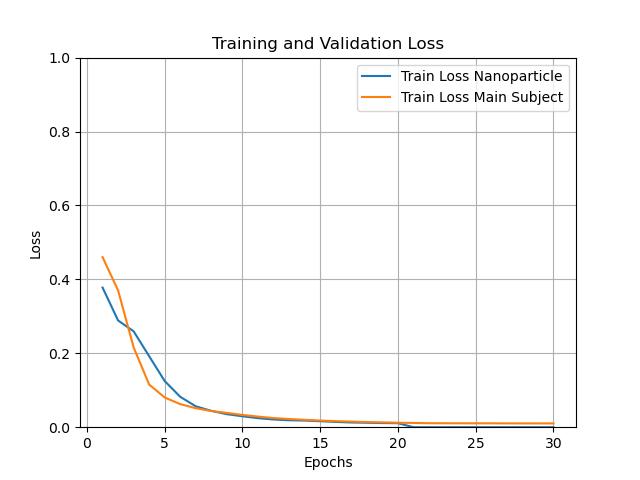 Training and Validation Loss
Train Loss Nanoparticle
Train Loss Main Subject
1.0
0.8
0.6
0.4
0.2
0.0
Loss
0 5 10 15 20 25 30
Epochs